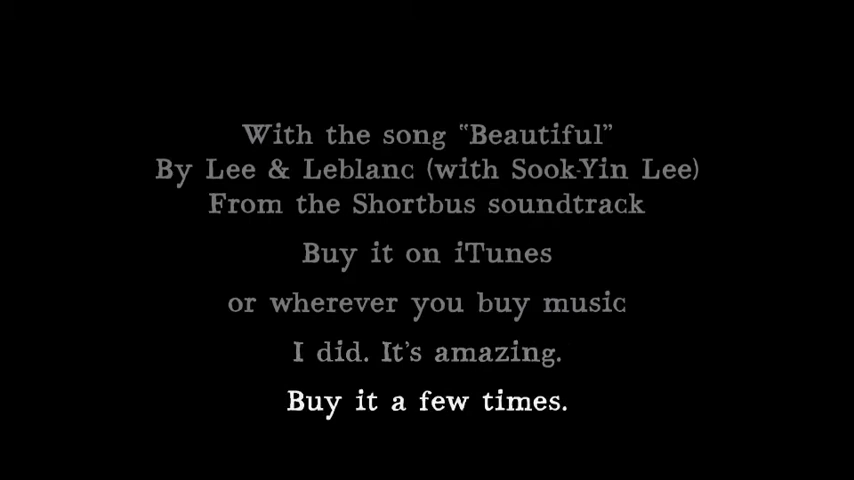 With the song “Beautiful”
By Lee & Leblanc (with Sook-Yin Lee)
From the Shortbus soundtrack
Buy it on iTunes
or wherever you buy music
I did. It’s amazing.
Buy it a few times.